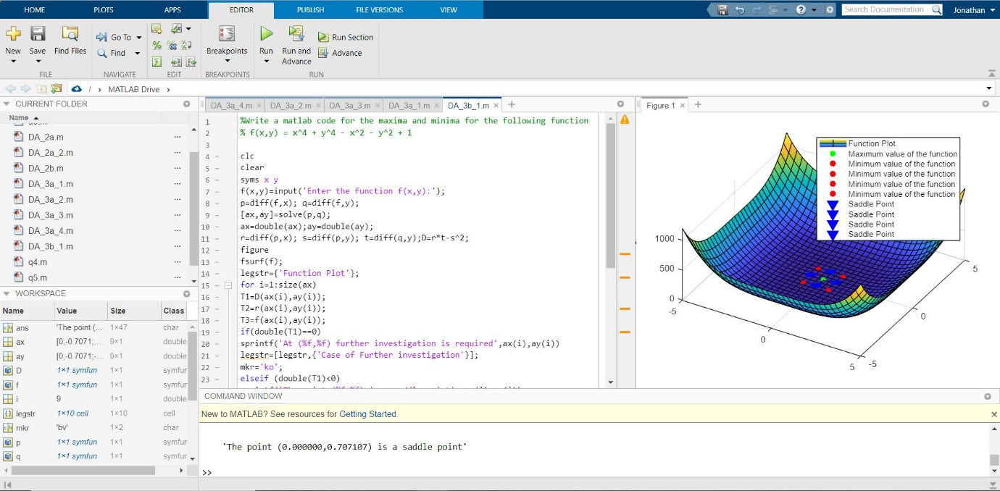 HOME PLOTS APPS EDITOR PUBLISH FILE VERSIONS VIEW Search Documentation Jonathan
New Save Find Files Go To Find Breakpoints Run Run and Advance Run Section Advance
FILE NAVIGATE EDIT BREAKPOINTS RUN
/ › MATLAB Drive ›
CURRENT FOLDER
Name
DA_2a.m
DA_2a_2.m
DA_2b.m
DA_3a_1.m
DA_3a_2.m
DA_3a_3.m
DA_3a_4.m
DA_3b_1.m
q4.m
q5.m
WORKSPACE
Name Value Size Class
ans 'The point (... 1×47 char
ax [0;-0.7071;... 9×1 double
ay [0;-0.7071;-... 9×1 double
D 1×1 symfun 1×1 symfur
f 1×1 symfun 1×1 symfur
i 9 1×1 double
legstr 1×10 cell 1×10 cell
mkr 'bv' 1×2 char
p 1×1 symfun 1×1 symfur
q 1×1 symfun 1×1 symfur
DA_3a_4.m × DA_3a_2.m × DA_3a_3.m × DA_3a_1.m × DA_3b_1.m × +
1 %Write a matlab code for the maxima and minima for the following function
2 % f(x,y) = x^4 + y^4 - x^2 - y^2 + 1
3
4 – clc
5 – clear
6 – syms x y
7 – f(x,y)=input('Enter the function f(x,y):');
8 – p=diff(f,x); q=diff(f,y);
9 – [ax,ay]=solve(p,q);
10 – ax=double(ax);ay=double(ay);
11 – r=diff(p,x); s=diff(p,y); t=diff(q,y);D=r*t-s^2;
12 – figure
13 – fsurf(f);
14 – legstr={'Function Plot'};
15 – for i=1:size(ax)
16 – T1=D(ax(i),ay(i));
17 – T2=r(ax(i),ay(i));
18 – T3=f(ax(i),ay(i));
19 – if(double(T1)==0)
20 – sprintf('At (%f,%f) further investigation is required',ax(i),ay(i))
21 – legstr=[legstr,{'Case of Further investigation'}];
22 – mkr='ko';
23 – elseif (double(T1)<0)
Figure 1 × +
Function Plot
Maximum value of the function
Minimum value of the function
Minimum value of the function
Minimum value of the function
Minimum value of the function
Saddle Point
Saddle Point
Saddle Point
Saddle Point
1000
500
0
-5
0
5
-5
0
5
COMMAND WINDOW
New to MATLAB? See resources for Getting Started. ×
'The point (0.000000,0.707107) is a saddle point'
>>